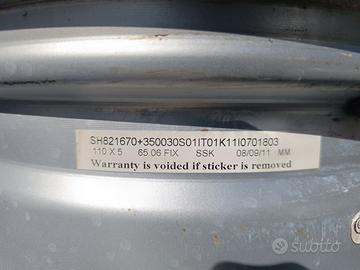 SH821670+350030S01IT01K11I0701803
110 X 5 65.06 FIX SSK 08/09/11 MM
Warranty is voided if sticker is removed
subito